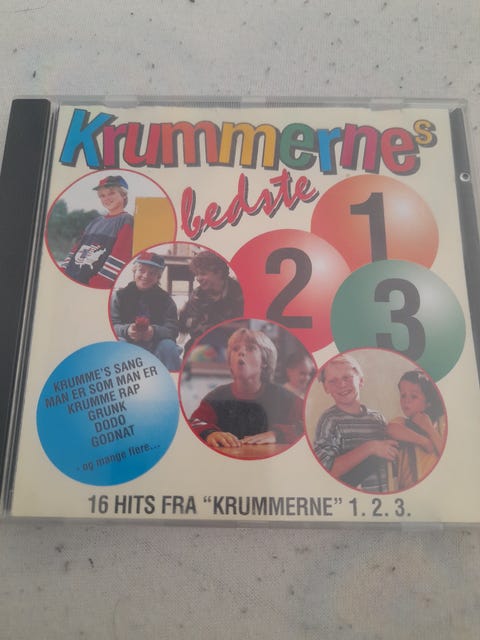 Krummernes
bedste
1
2
3
KRUMME'S SANG
MAN ER SOM MAN ER
KRUMME RAP
GRUNK
DODO
GODNAT
- og mange flere...
16 HITS FRA "KRUMMERNE" 1. 2. 3.